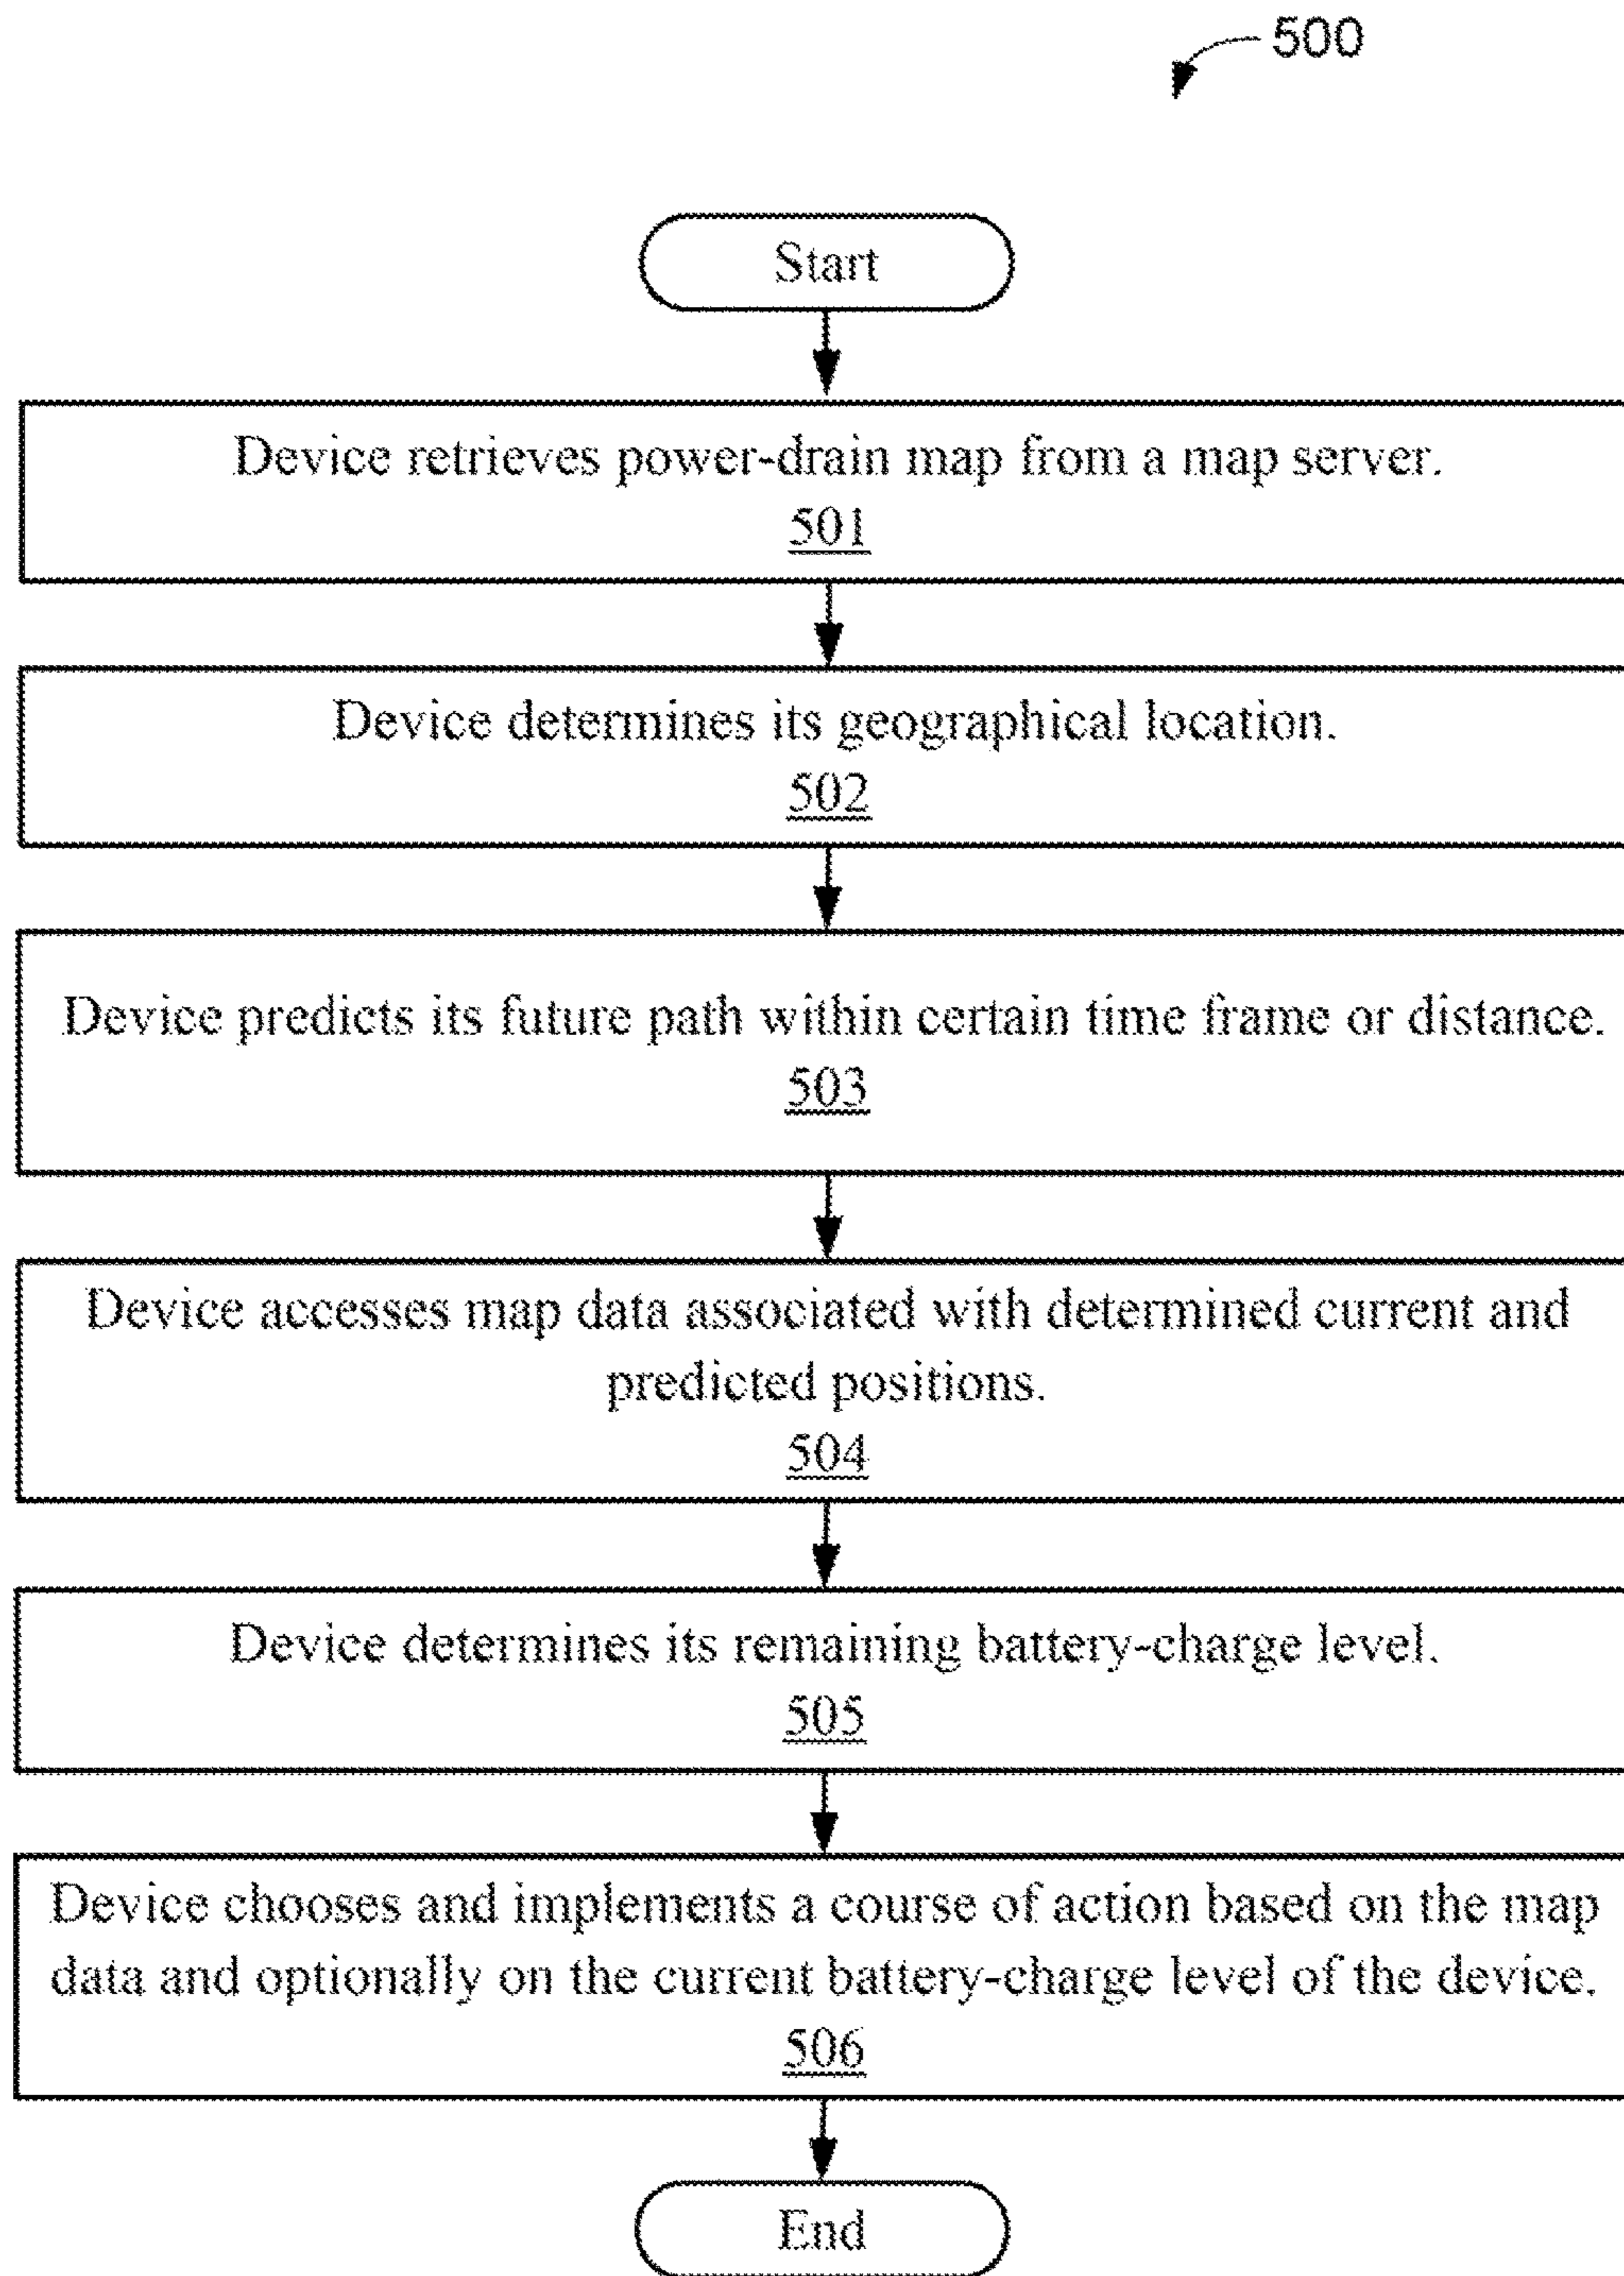 500
Start
Device retrieves power-drain map from a map server.
501
Device determines its geographical location.
502
Device predicts its future path within certain time frame or distance.
503
Device accesses map data associated with determined current and
predicted positions.
504
Device determines its remaining battery-charge level.
505
Device chooses and implements a course of action based on the map
data and optionally on the current battery-charge level of the device.
506
End